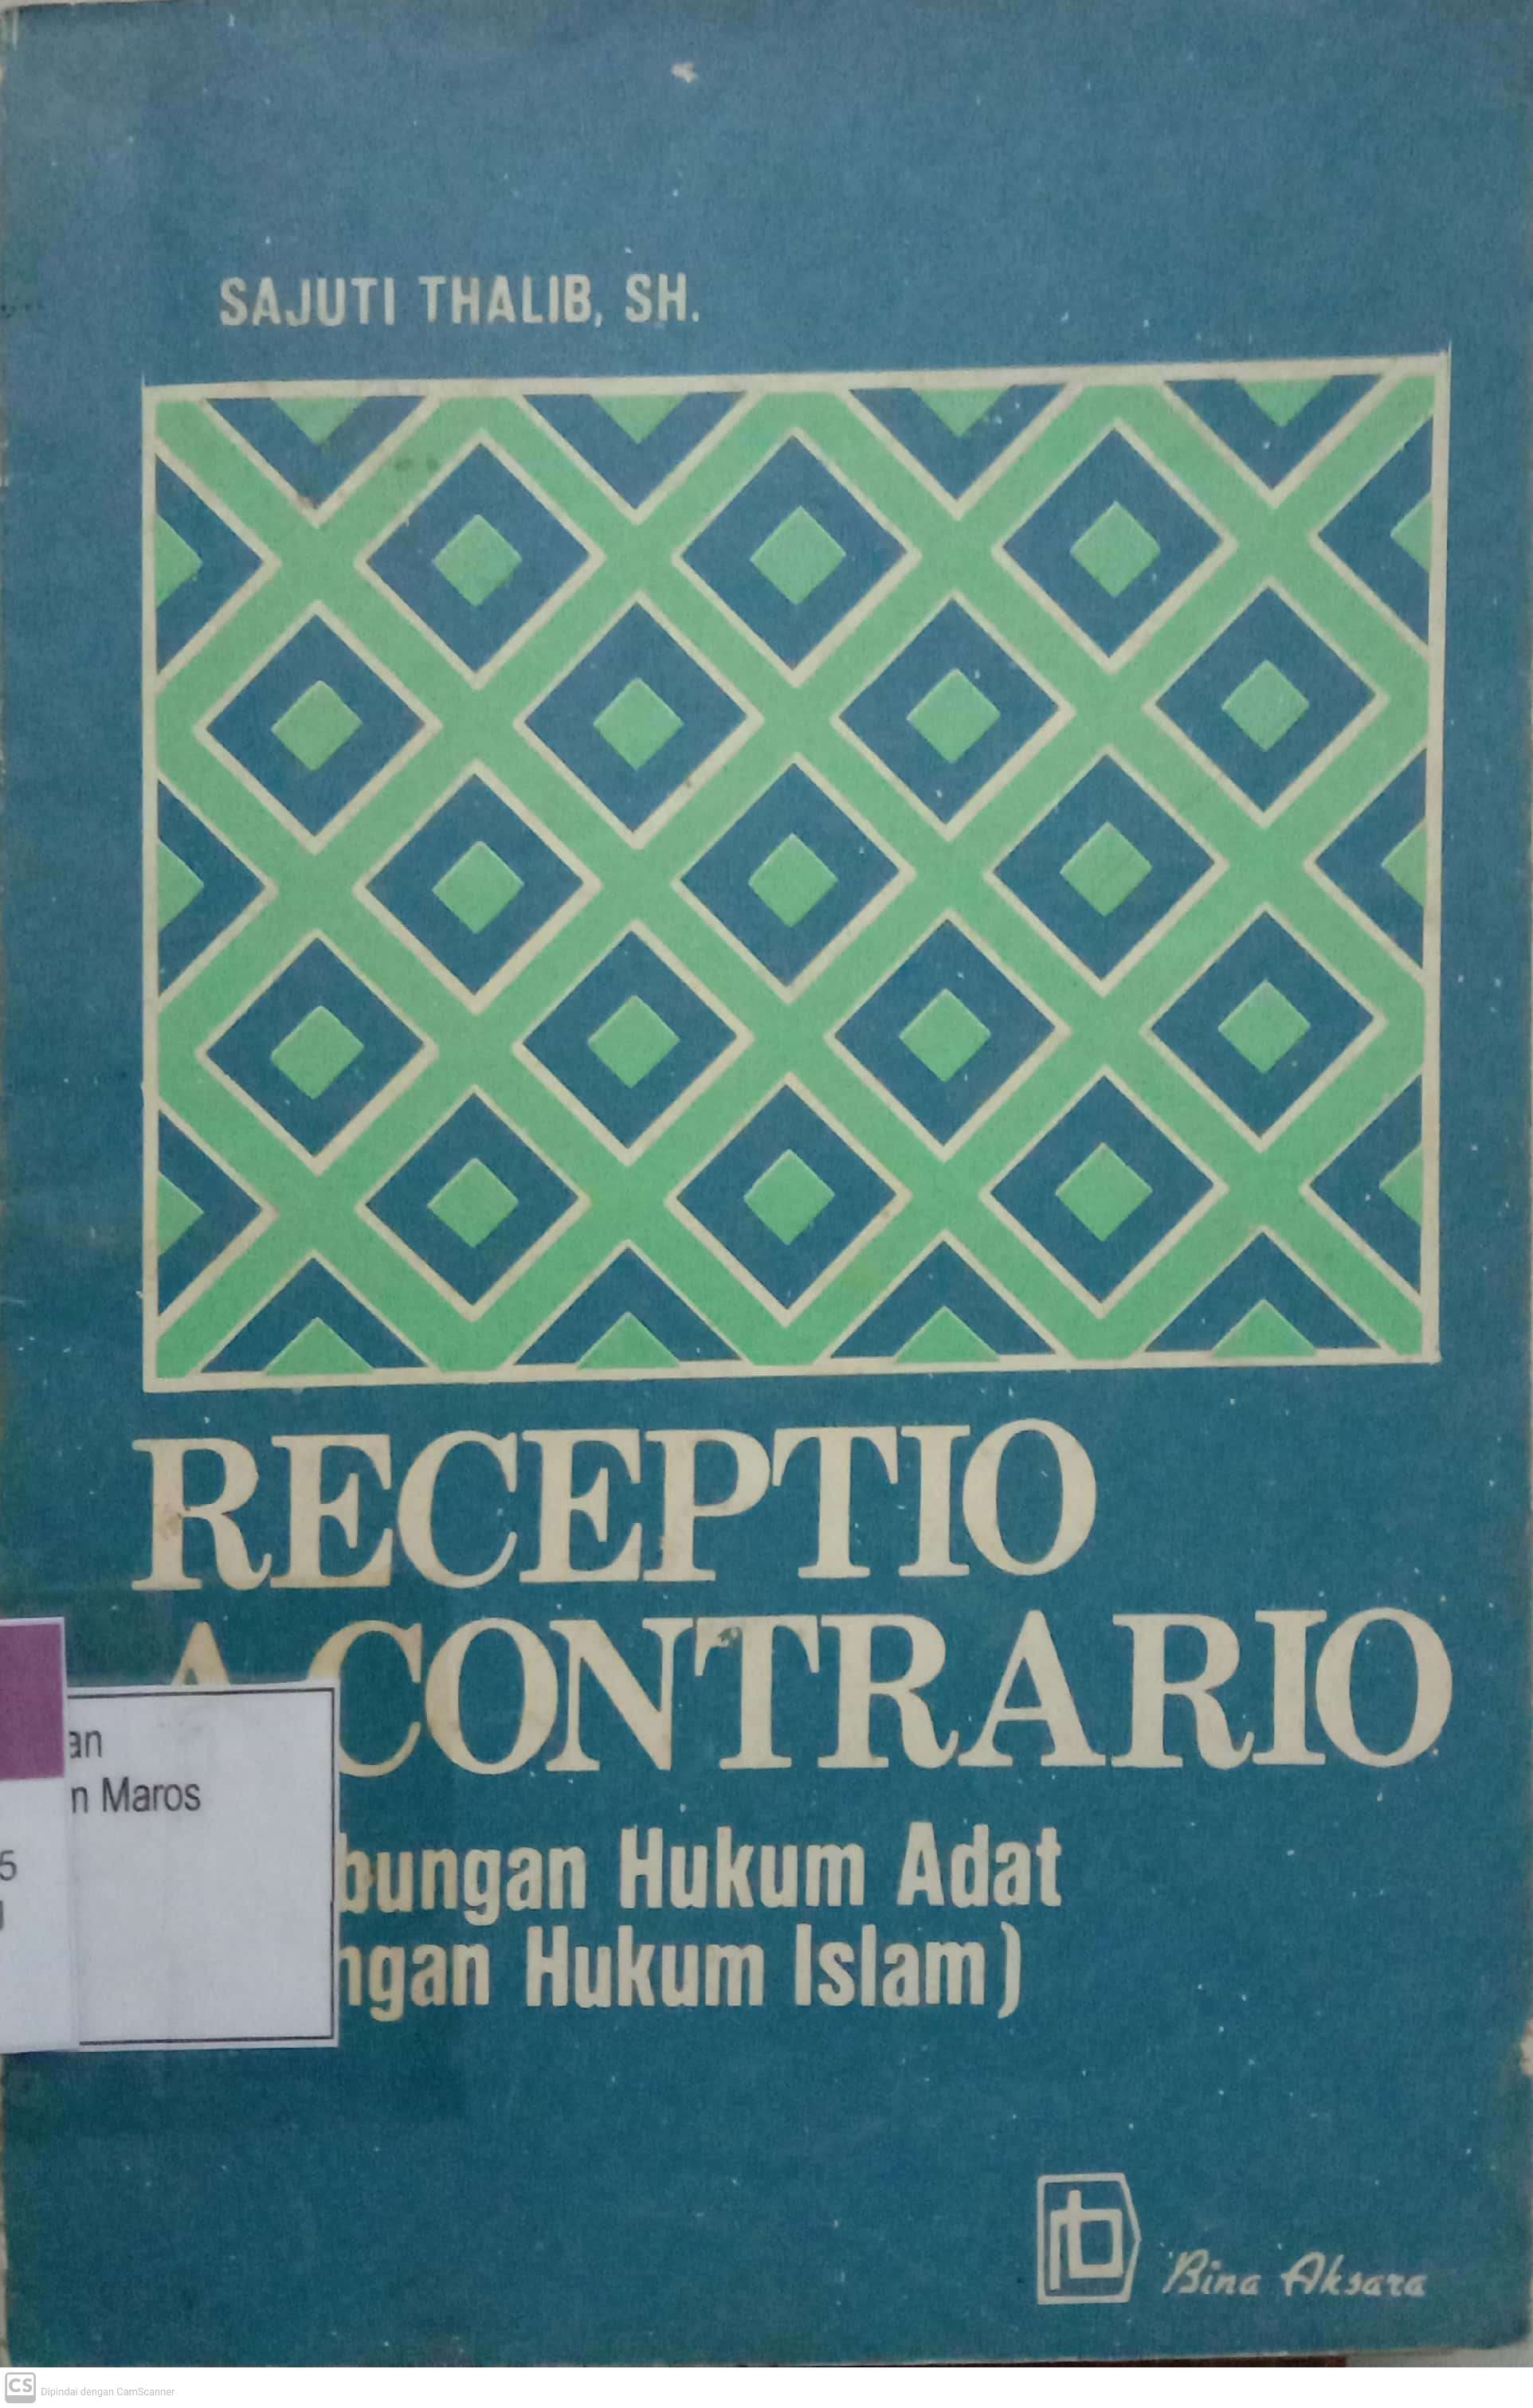 SAJUTI THALIB, SH.
RECEPTIO
A CONTRARIO
bungan Hukum Adat
ngan Hukum Islam)
an
n Maros
5
Bina Aksara
CS Dipindai dengan CamScanner